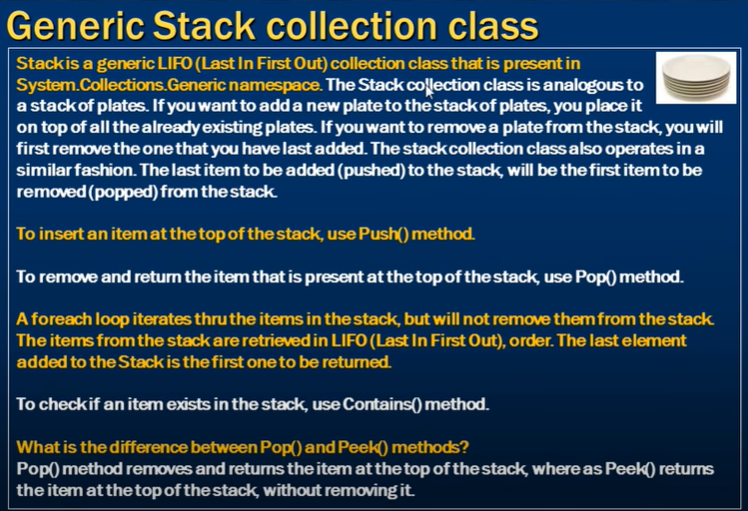 Generic Stack collection class
Stack is a generic LIFO (Last In First Out) collection class that is present in
System.Collections.Generic namespace. The Stack collection class is analogous to
a stack of plates. If you want to add a new plate to the stack of plates, you place it
on top of all the already existing plates. If you want to remove a plate from the stack, you will
first remove the one that you have last added. The stack collection class also operates in a
similar fashion. The last item to be added (pushed) to the stack, will be the first item to be
removed (popped) from the stack.
To insert an item at the top of the stack, use Push() method.
To remove and return the item that is present at the top of the stack, use Pop() method.
A foreach loop iterates thru the items in the stack, but will not remove them from the stack.
The items from the stack are retrieved in LIFO (Last In First Out), order. The last element
added to the Stack is the first one to be returned.
To check if an item exists in the stack, use Contains() method.
What is the difference between Pop() and Peek() methods?
Pop() method removes and returns the item at the top of the stack, where as Peek() returns
the item at the top of the stack, without removing it.